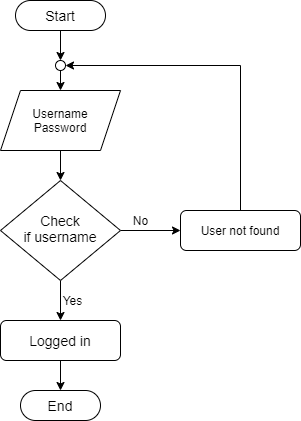 Start
Username
Password
Check
if username
No
User not found
Yes
Logged in
End